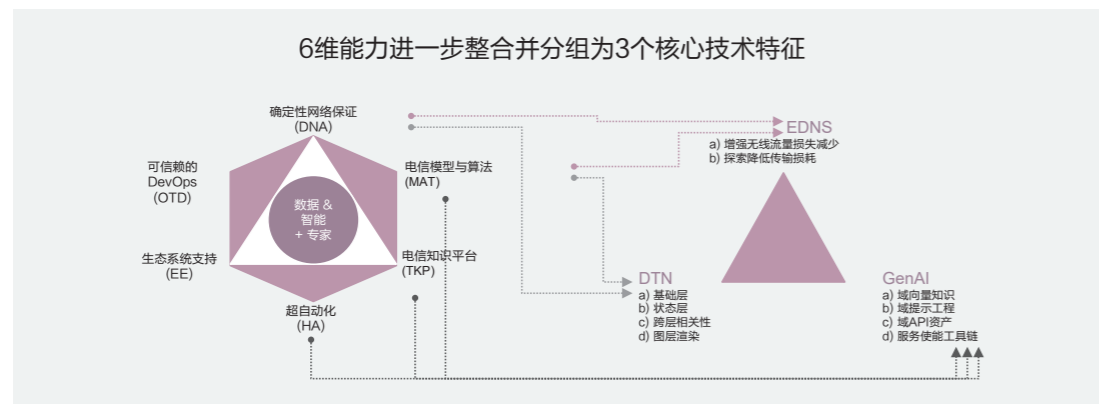 6维能力进一步整合并分组为3个核心技术特征
确定性网络保证
(DNA)
可信赖的
DevOps
(OTD)
电信模型与算法
(MAT)
数据 &
智能
+ 专家
生态系统支持
(EE)
电信知识平台
(TKP)
超自动化
(HA)
EDNS
a) 增强无线流量损失减少
b) 探索降低传输损耗
DTN
a) 基础层
b) 状态层
c) 跨层相关性
d) 图层渲染
GenAI
a) 域向量知识
b) 域提示工程
c) 域API资产
d) 服务使能工具链